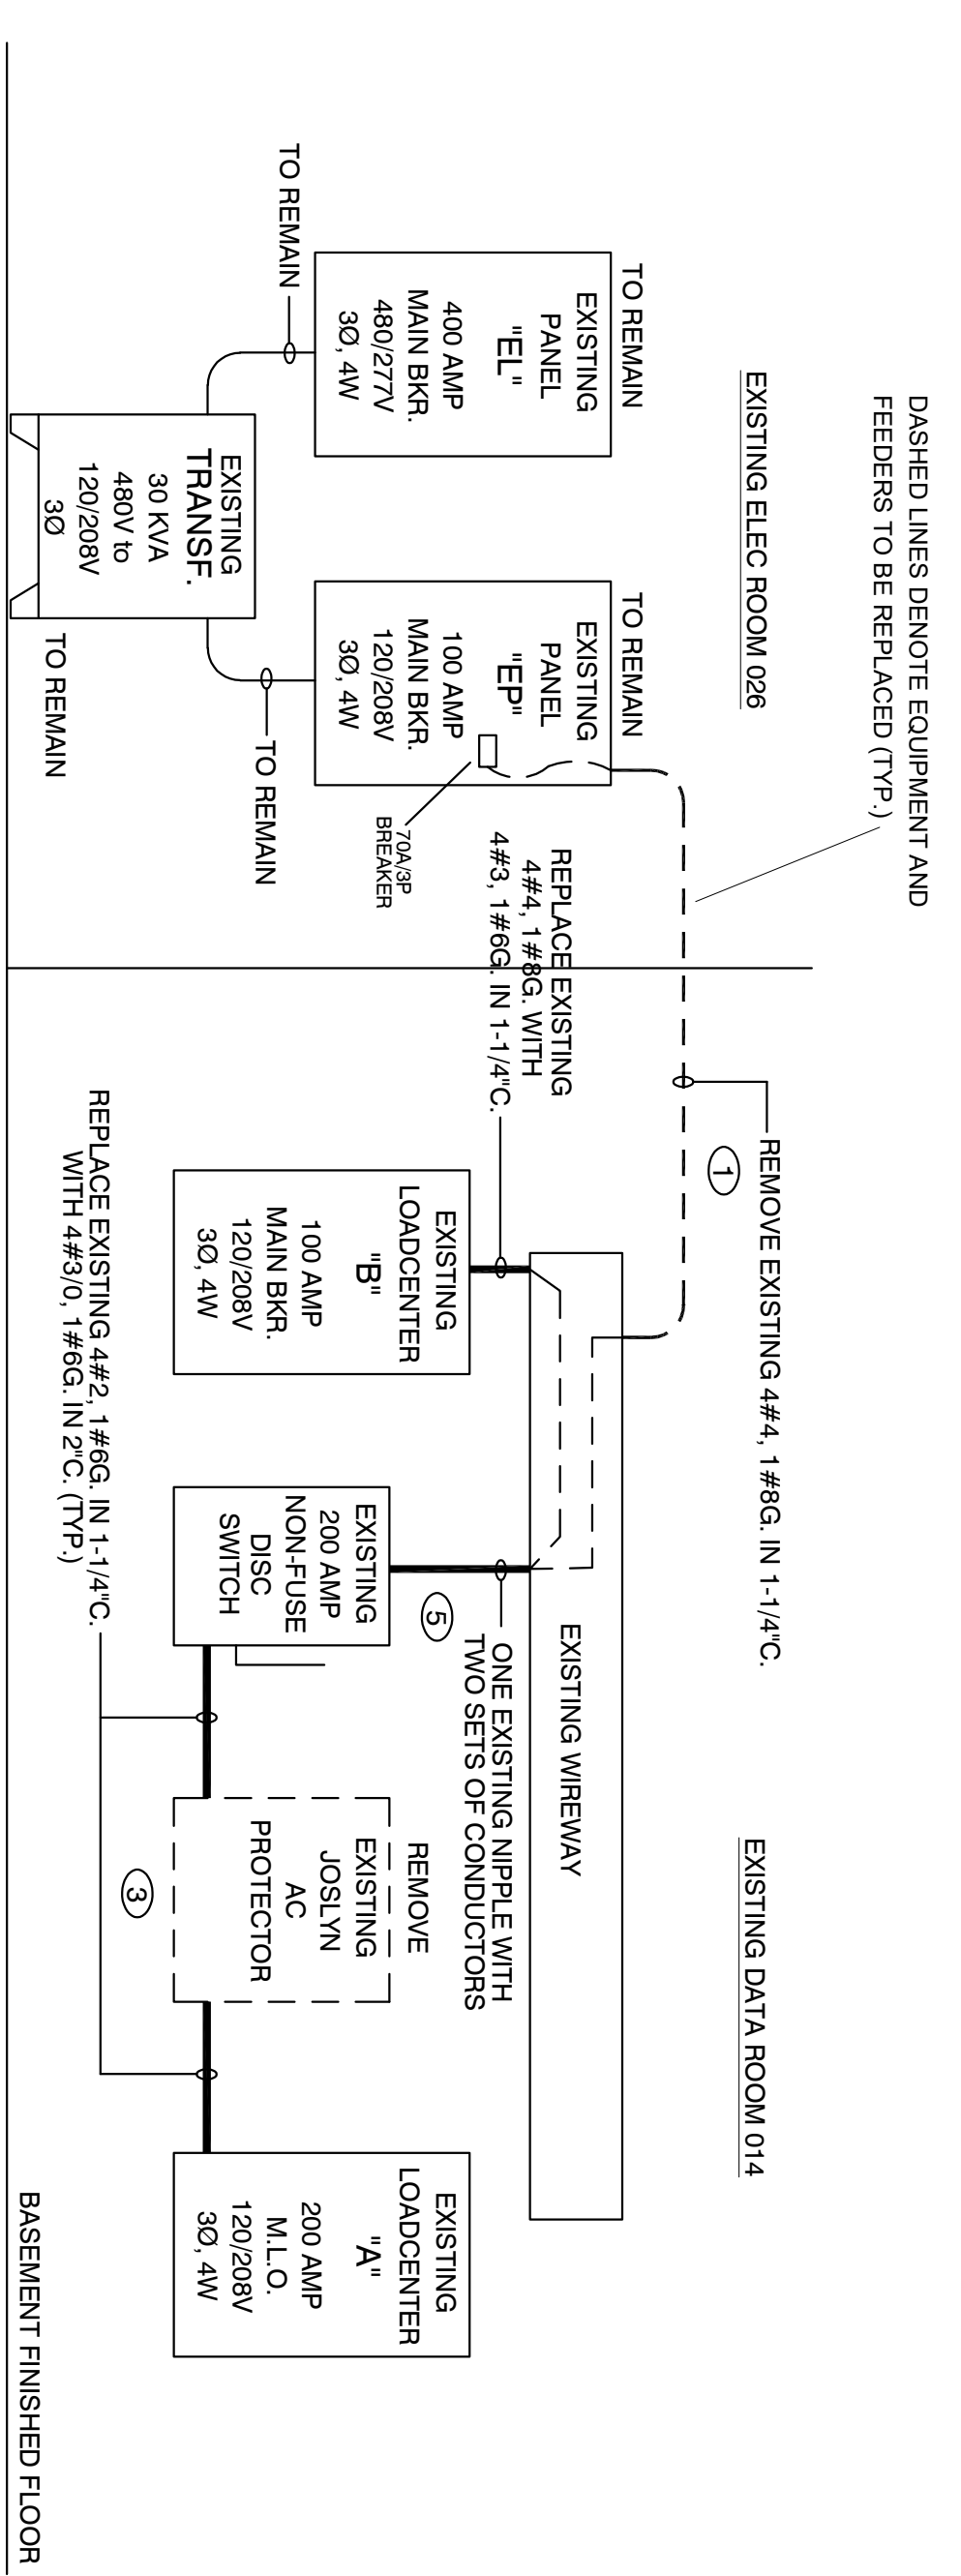 DASHED LINES DENOTE EQUIPMENT AND
FEEDERS TO BE REPLACED (TYP.)
EXISTING ELEC ROOM 026
TO REMAIN
EXISTING
PANEL
"EL"
400 AMP
MAIN BKR.
480/277V
3Ø, 4W
TO REMAIN
TO REMAIN
EXISTING
PANEL
"EP"
100 AMP
MAIN BKR.
120/208V
3Ø, 4W
70A/3P
BREAKER
EXISTING
TRANSF.
30 KVA
480V to
120/208V
3Ø
TO REMAIN
TO REMAIN
EXISTING DATA ROOM 014
REMOVE EXISTING 4#4, 1#8G. IN 1-1/4"C.
1
REPLACE EXISTING
4#4, 1#8G. WITH
4#3, 1#6G. IN 1-1/4"C.
EXISTING WIREWAY
ONE EXISTING NIPPLE WITH
TWO SETS OF CONDUCTORS
5
EXISTING
LOADCENTER
"B"
100 AMP
MAIN BKR.
120/208V
3Ø, 4W
EXISTING
200 AMP
NON-FUSE
DISC
SWITCH
REMOVE
EXISTING
JOSLYN
AC
PROTECTOR
3
EXISTING
LOADCENTER
"A"
200 AMP
M.L.O.
120/208V
3Ø, 4W
REPLACE EXISTING 4#2, 1#6G. IN 1-1/4"C.
WITH 4#3/0, 1#6G. IN 2"C. (TYP.)
BASEMENT FINISHED FLOOR